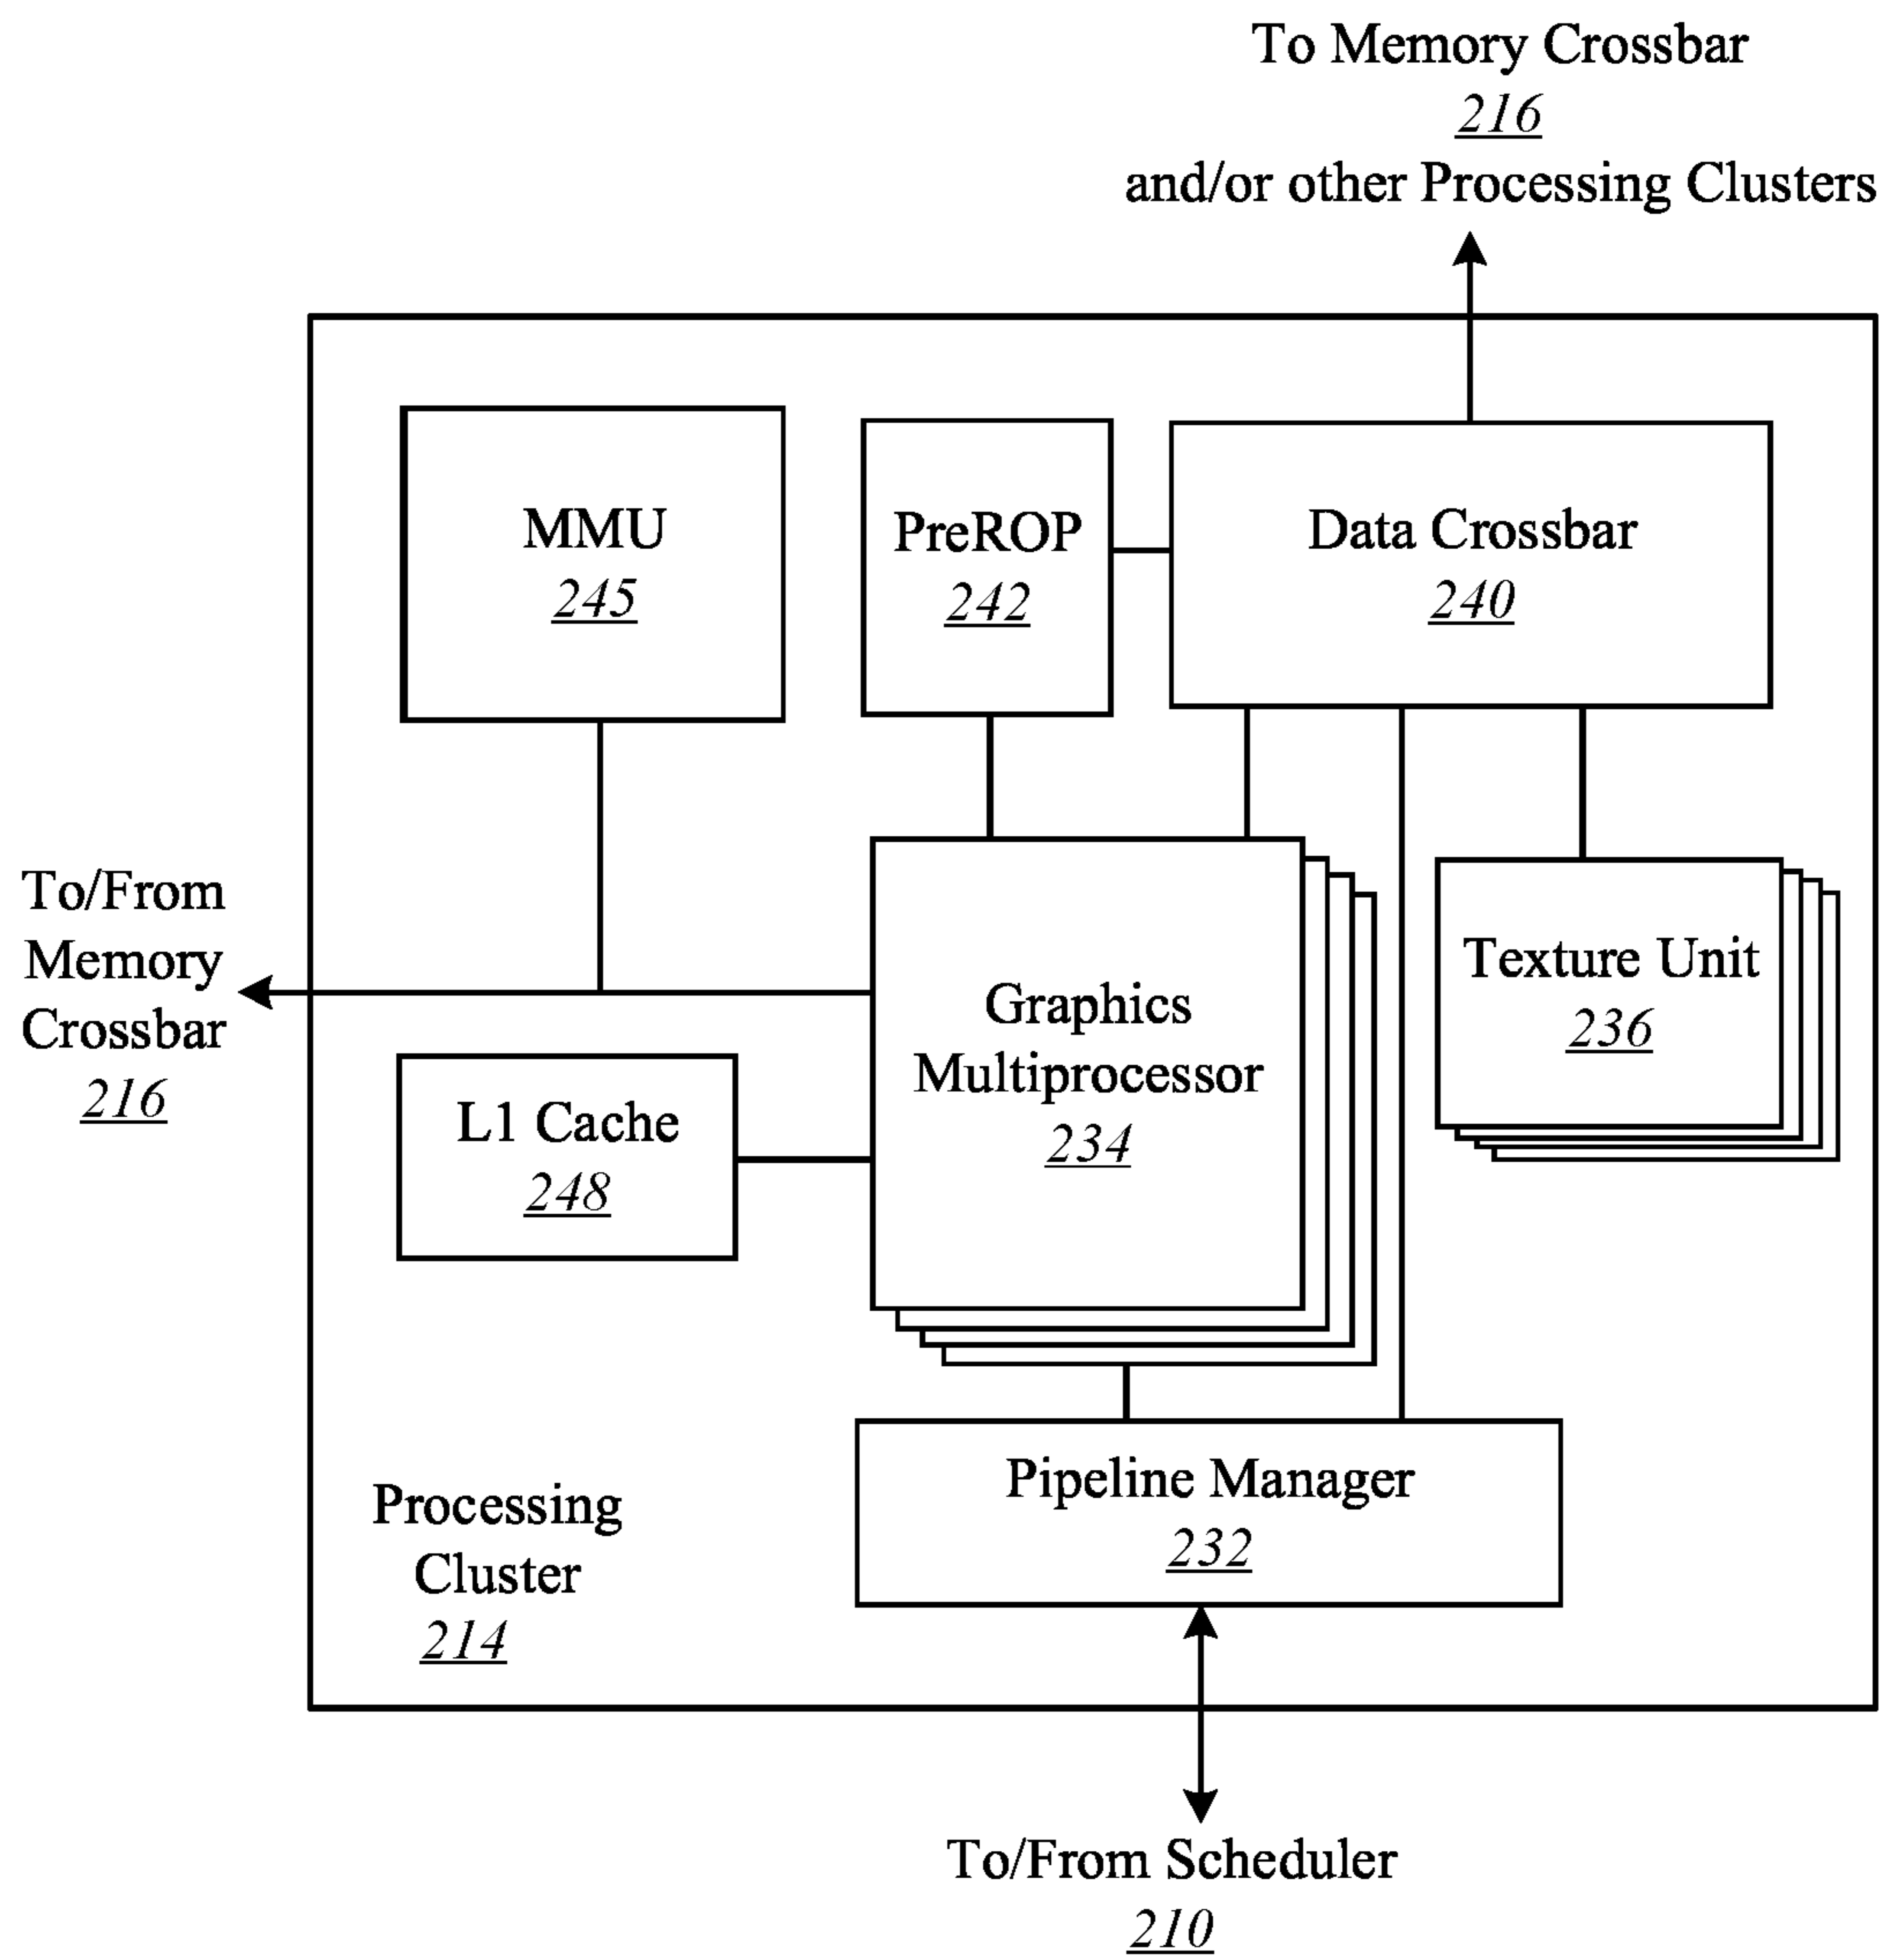 To Memory Crossbar
216
and/or other Processing Clusters
MMU
245
PreROP
242
Data Crossbar
240
To/From
Memory
Crossbar
216
Graphics
Multiprocessor
234
Texture Unit
236
L1 Cache
248
Pipeline Manager
232
Processing
Cluster
214
To/From Scheduler
210